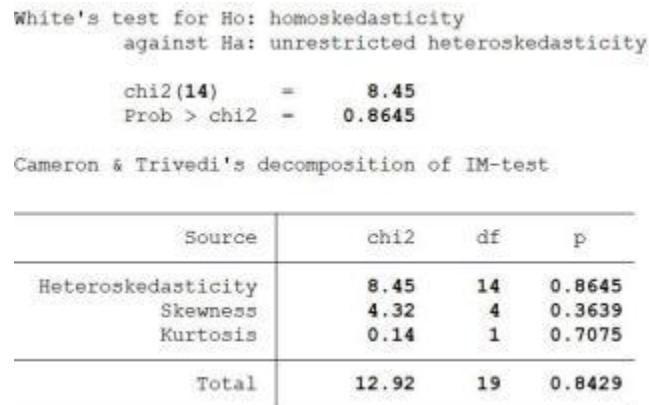 White's test for Ho: homoskedasticity
against Ha: unrestricted heteroskedasticity
chi2(14) = 8.45
Prob > chi2 = 0.8645
Cameron & Trivedi's decomposition of IM-test
Source chi2 df p
Heteroskedasticity 8.45 14 0.8645
Skewness 4.32 4 0.3639
Kurtosis 0.14 1 0.7075
Total 12.92 19 0.8429